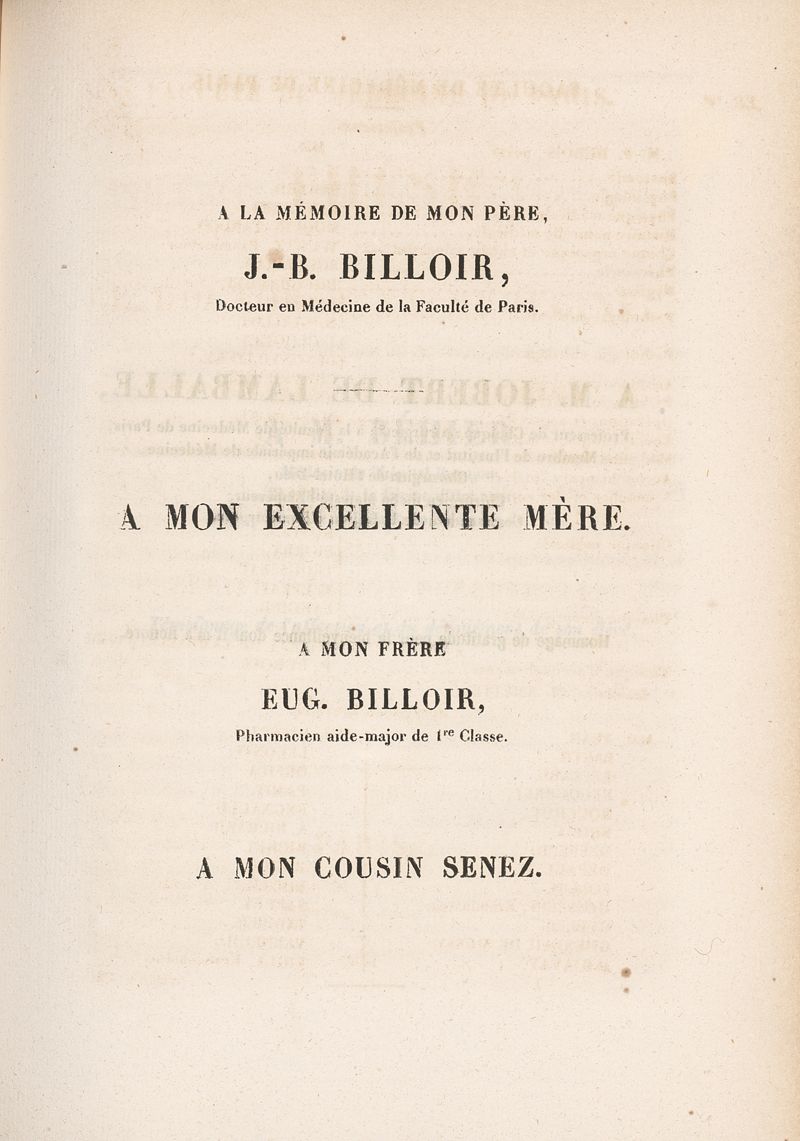 A LA MÉMOIRE DE MON PÈRE,
J.-B. BILLOIR,
Docteur en Médecine de la Faculté de Paris.
A MON EXCELLENTE MÈRE.
A MON FRÈRE
EUG. BILLOIR,
Pharmacien aide-major de 1re Classe.
A MON COUSIN SENEZ.